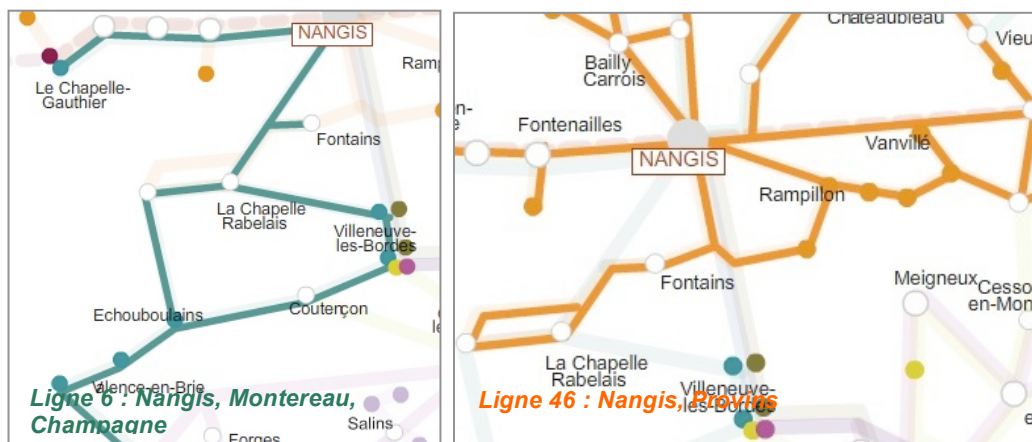 NANGIS
Ram
Le Chapelle-
Gauthier
Fontains
La Chapelle
Rabelais
Villeneuve-
les-Bordes
Echouboulains
Coutençon
Valence-en-Brie
Ligne 6 : Nangis, Montereau,
Champagne
Salins
Forges
Chateaubleau
Vieu
Bailly
Carrois
n-
e
Fontenailles
Vanvillé
NANGIS
Rampillon
Fontains
Meigneux
Cesso
en-Mon
La Chapelle
Rabelais
Villeneuve-
les-Bordes
Ligne 46 : Nangis, Provins
e